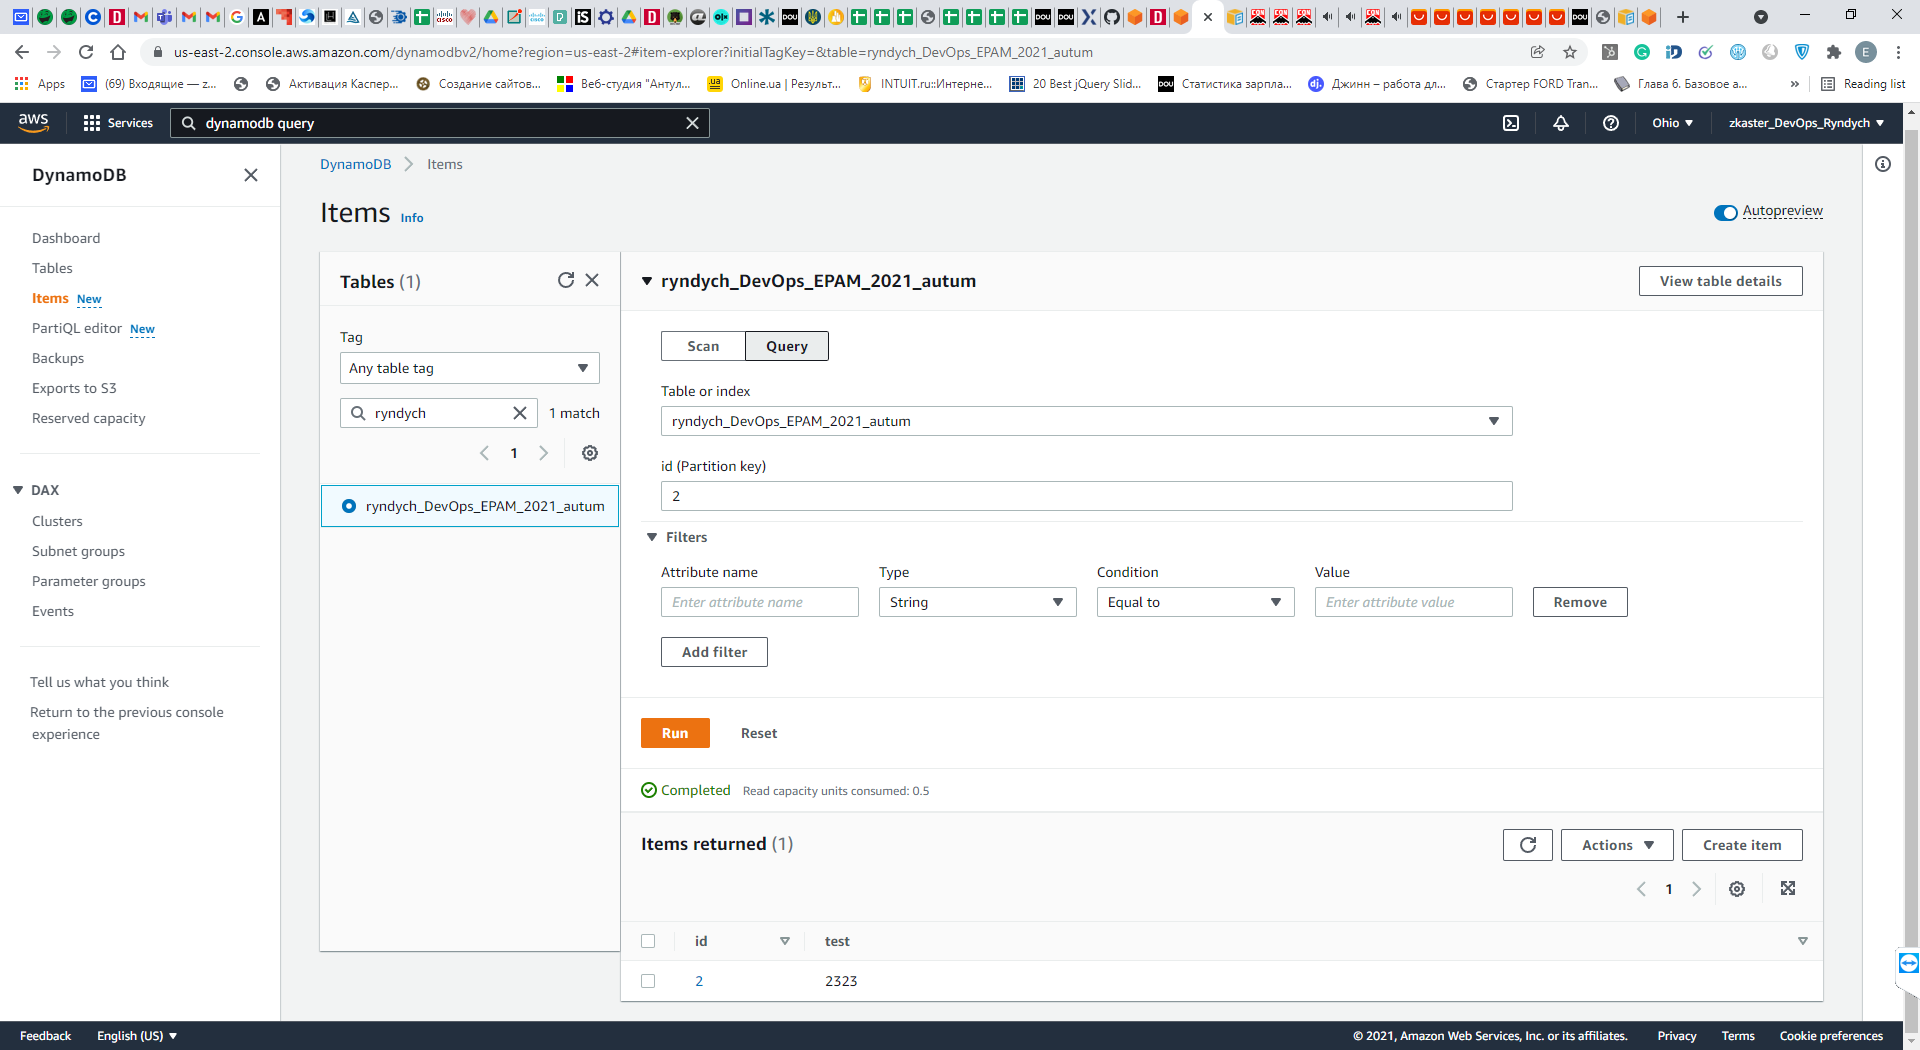 us-east-2.console.aws.amazon.com/dynamodbv2/home?region=us-east-2#item-explorer?initialTagKey=&table=ryndych_DevOps_EPAM_2021_autum
Apps (69) Входящие — z... Активация Каспер... Создание сайтов... Веб-студия "Антул... Online.ua | Результ... INTUIT.ru::Интерне... 20 Best jQuery Slid... DOU Статистика зарпла... dj. Джинн – работа дл... Стартер FORD Tran... Глава 6. Базовое а... » Reading list
aws Services dynamodb query Ohio zkaster_DevOps_Ryndych
DynamoDB
Dashboard
Tables
Items New
PartiQL editor New
Backups
Exports to S3
Reserved capacity
DAX
Clusters
Subnet groups
Parameter groups
Events
Tell us what you think
Return to the previous console
experience
DynamoDB Items
Items Info
Autopreview
Tables (1)
Tag
Any table tag
ryndych 1 match
1
ryndych_DevOps_EPAM_2021_autum
ryndych_DevOps_EPAM_2021_autum View table details
Scan Query
Table or index
ryndych_DevOps_EPAM_2021_autum
id (Partition key)
2
Filters
Attribute name Type Condition Value
Enter attribute name String Equal to Enter attribute value Remove
Add filter
Run Reset
Completed Read capacity units consumed: 0.5
Items returned (1) Actions Create item
1
id test
2 2323
Feedback English (US) © 2021, Amazon Web Services, Inc. or its affiliates. Privacy Terms Cookie preferences